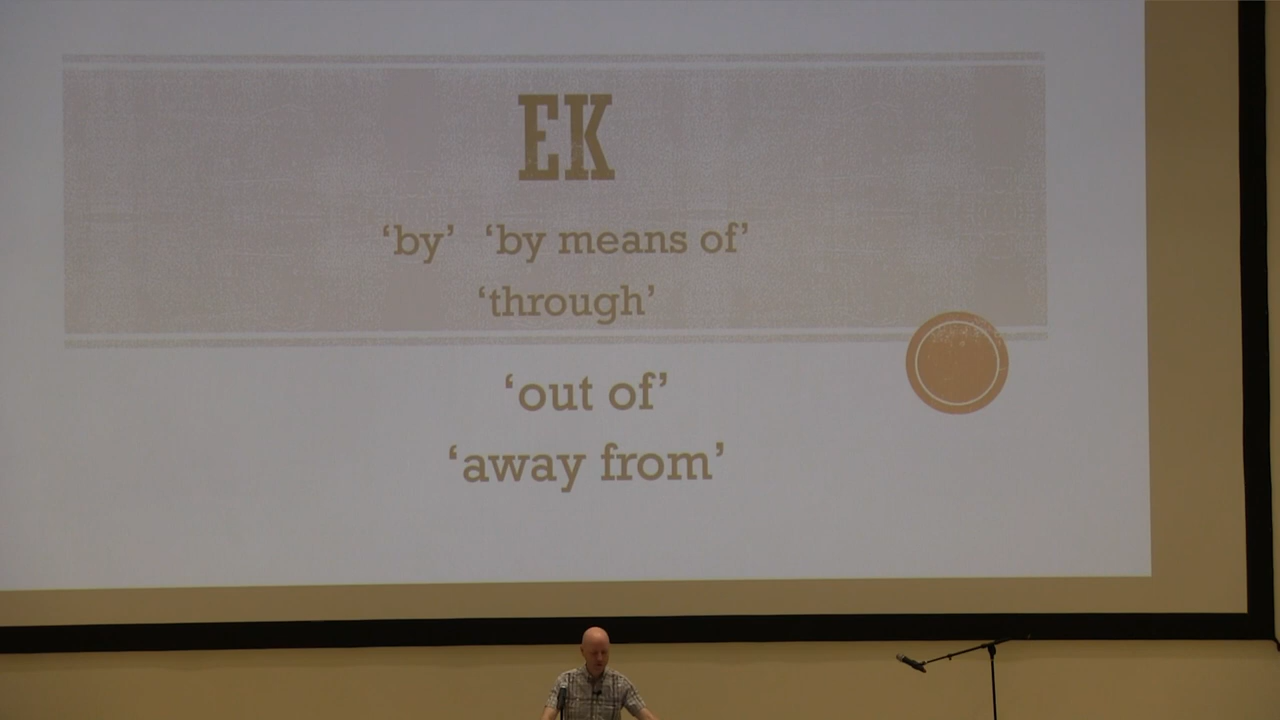 EK
‘by’ ‘by means of’
‘through’
‘out of’
‘away from’